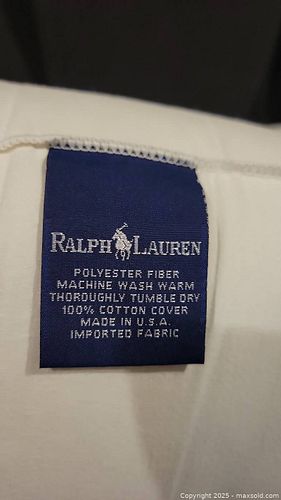 RALPH LAUREN
POLYESTER FIBER
MACHINE WASH WARM
THOROUGHLY TUMBLE DRY
100% COTTON COVER
MADE IN U.S.A.
IMPORTED FABRIC
Copyright © 2025 - maxsold.com